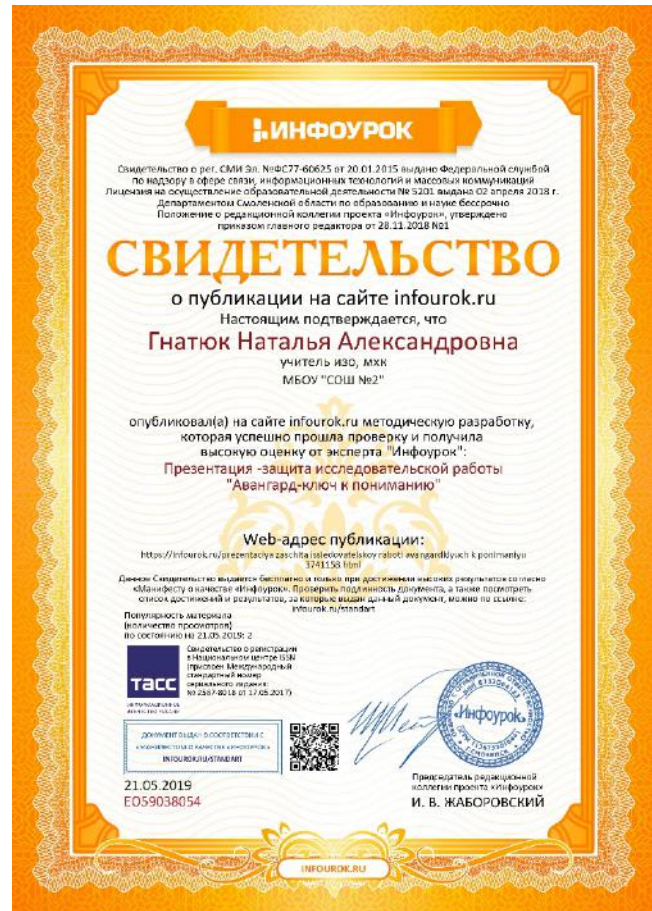 ИНФОУРОК
Свидетельство о рег. СМИ Эл. №ФС77-60625 от 20.01.2015 выдано Федеральной службой
по надзору в сфере связи, информационных технологий и массовых коммуникаций
Лицензия на осуществление образовательной деятельности № 5201 выдана 02 апреля 2018 г.
Департаментом Смоленской области по образованию и науке бессрочно
Положение о редакционной коллегии проекта «Инфоурок», утверждено
приказом главного редактора от 28.11.2018 №1
СВИДЕТЕЛЬСТВО
о публикации на сайте infourok.ru
Настоящим подтверждается, что
Гнатюк Наталья Александровна
учитель изо, мхк
МБОУ "СОШ №2"
опубликовал(а) на сайте infourok.ru методическую разработку,
которая успешно прошла проверку и получила
высокую оценку от эксперта "Инфоурок":
Презентация -защита исследовательской работы
"Авангард-ключ к пониманию"
Web-адрес публикации:
https://infourok.ru/prezentaciya zaschita issledovatelskoy raboti avangardklyuch k ponimaniyu
3741158.html
Данное Свидетельство выдается бесплатно и только при достижении высоких результатов согласно
«Манифесту о качестве «Инфоурок». Проверить подлинность документа, а также посмотреть
список достижений и результатов, за которые выдан данный документ, можно по ссылке:
infourok.ru/standart
Популярность материала
(количество просмотров)
по состоянию на 21.05.2019: 2
Свидетельство о регистрации
в Национальном центре ISSN
(присвоен Международный
стандартный номер
сериального издания:
№ 2587-8018 от 17.05.2017)
ТАСС
ИНФОРМАЦИОННОЕ
АГЕНТСТВО РОССИИ
ДОКУМЕНТ ВЫДАН В СООТВЕТСТВИИ С
«МАНИФЕСТОМ О КАЧЕСТВЕ «ИНФОУРОК»
INFOUROK.RU/STANDART
«Инфоурок»
21.05.2019
ЕО59038054
Председатель редакционной
коллегии проекта «Инфоурок»
И. В. ЖАБОРОВСКИЙ
INFOUROK.RU